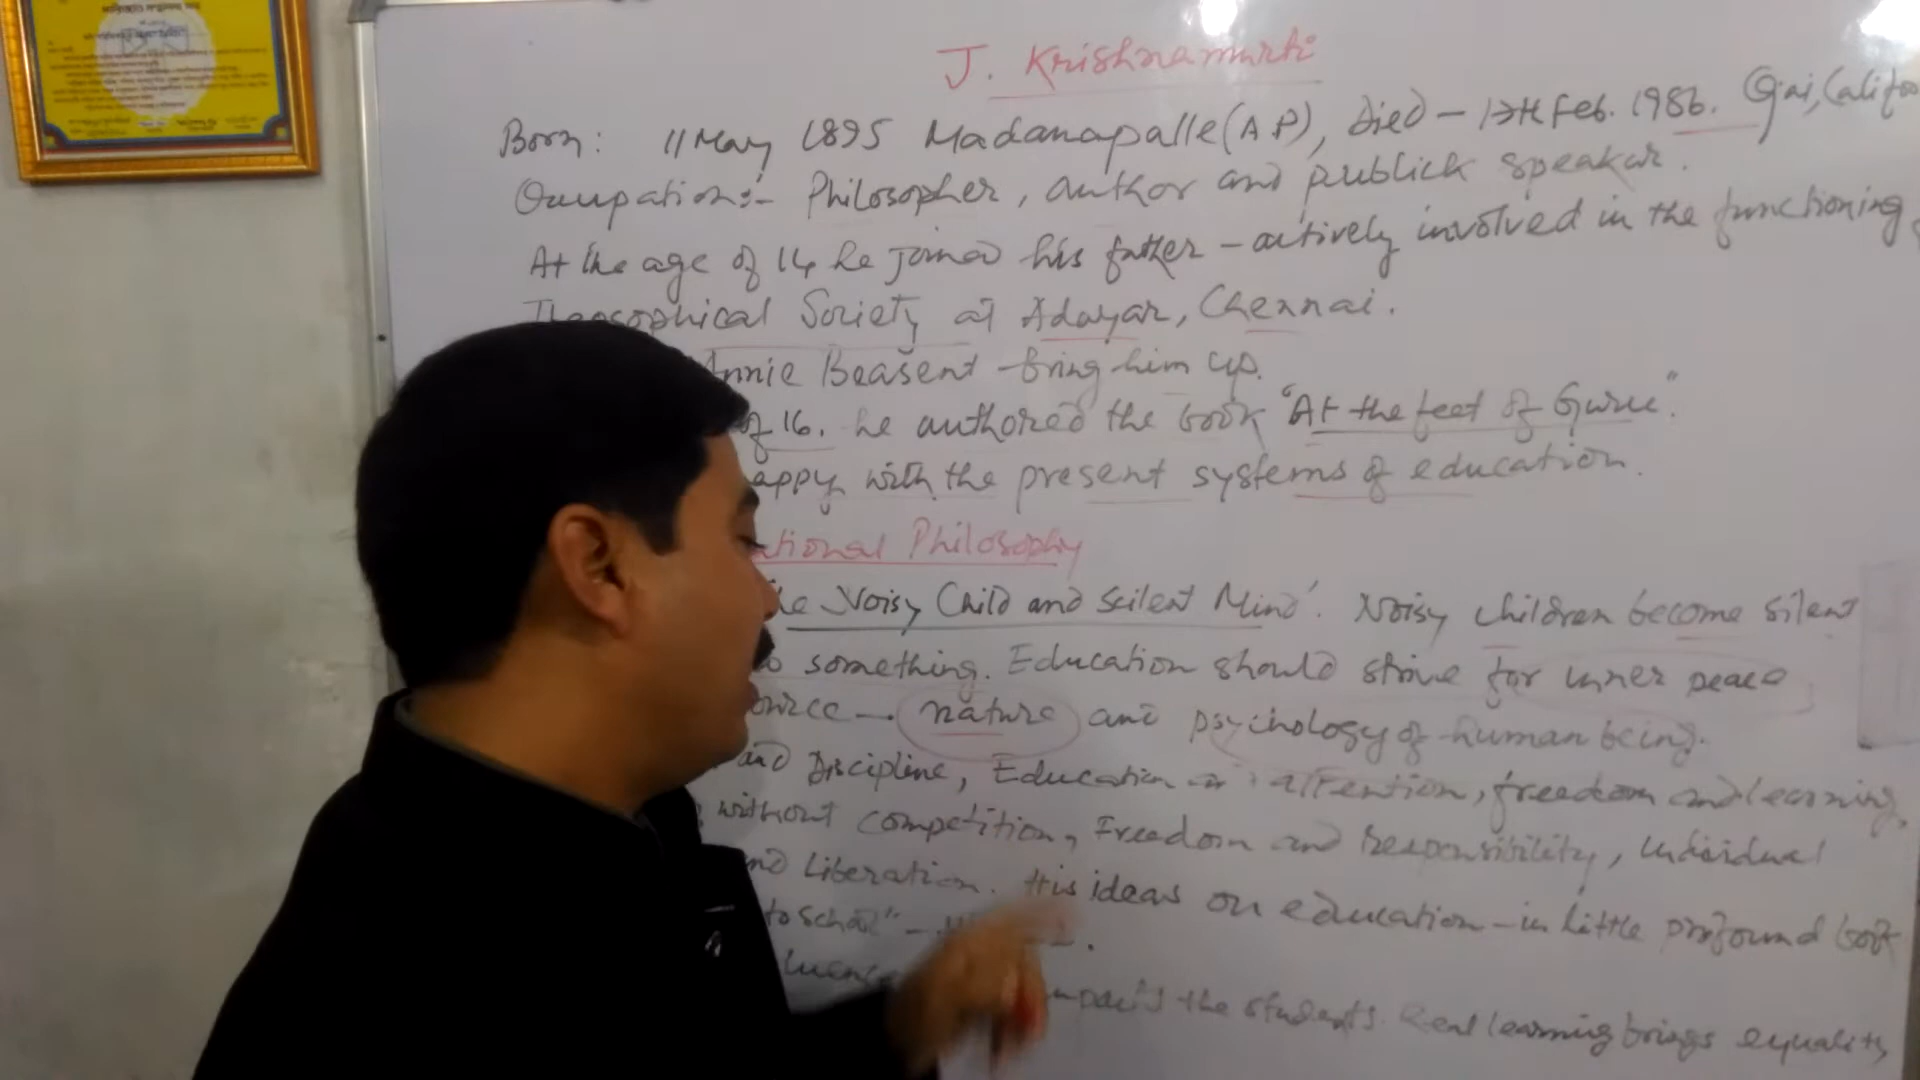 J. Krishnamurti
Born: 11 May 1895 Madanapalle (A P), Died - 17th Feb. 1986. Ojai, Califo
Occupation:- Philosopher, author and publick speaker.
At the age of 14 he joined his father - actively involved in the functioning
Theosophical Society at Adayar, Chennai.
Annie Beasent - bring him up.
of 16. he authored the book "At the feet of Guru".
appy with the present systems of education.
ational Philosophy
he Noisy Child and Scilent Mind'. Noisy children become silent
something. Education should strive for inner peace
ource - nature and psychology of human being.
and Discipline, Education attention, freedom and learning.
without competition, Freedom and responsibility, individual
and Liberation. His ideas on education - in little profound book
to School" -
the students. Real learning brings equality